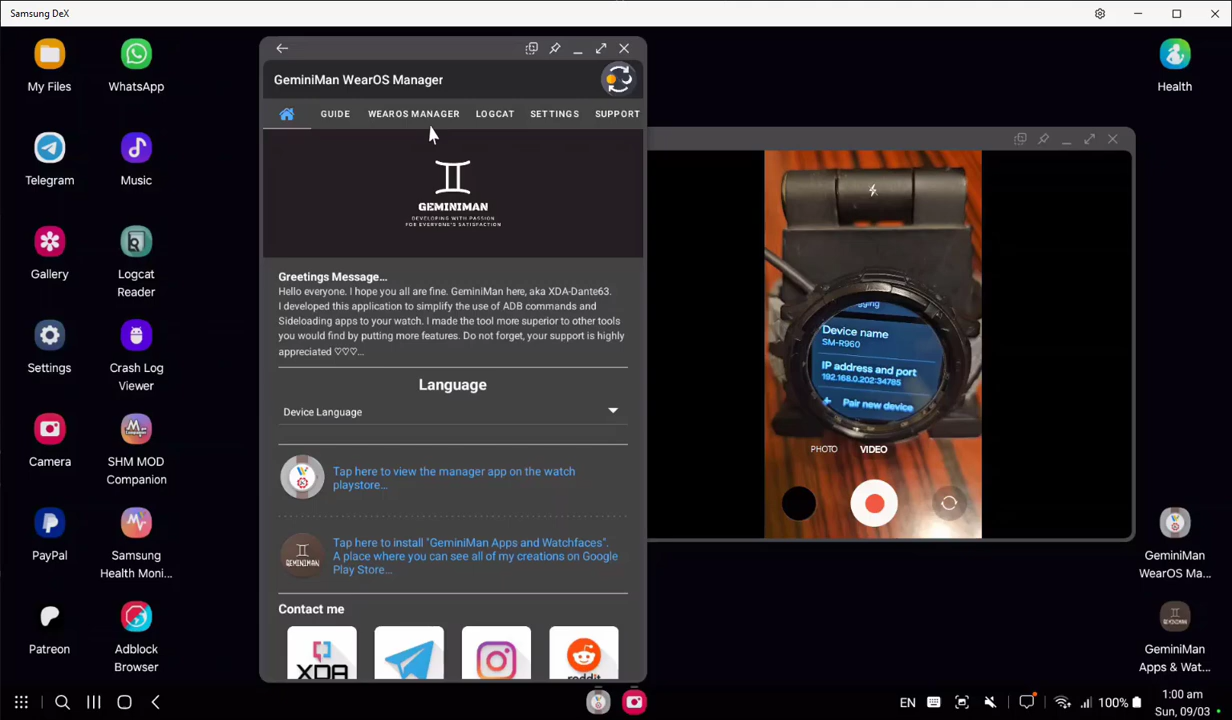 Samsung DeX
My Files
WhatsApp
Telegram
Music
Gallery
Logcat
Reader
Settings
Crash Log
Viewer
Camera
SHM MOD
Companion
PayPal
Samsung
Health Moni...
Patreon
Adblock
Browser
GeminiMan WearOS Manager
GUIDE
WEAROS MANAGER
LOGCAT
SETTINGS
SUPPORT
GEMINIMAN
DEVELOPING WITH PASSION
FOR EVERYONE'S SATISFACTION
Greetings Message...
Hello everyone. I hope you all are fine. GeminiMan here, aka XDA-Dante63.
I developed this application to simplify the use of ADB commands and
Sideloading apps to your watch. I made the tool more superior to other tools
you would find by putting more features. Do not forget, your support is highly
appreciated ♡♡♡...
Language
Device Language
Tap here to view the manager app on the watch
playstore...
Tap here to install "GeminiMan Apps and Watchfaces".
A place where you can see all of my creations on Google
Play Store...
Contact me
XDA
reddit
Device name
SM-R960
IP address and port
192.168.0.202:34785
+ Pair new device
PHOTO
VIDEO
Health
GeminiMan
WearOS Ma...
GEMINIMAN
GeminiMan
Apps & Wat...
EN
100%
1:00 am
Sun, 09/03